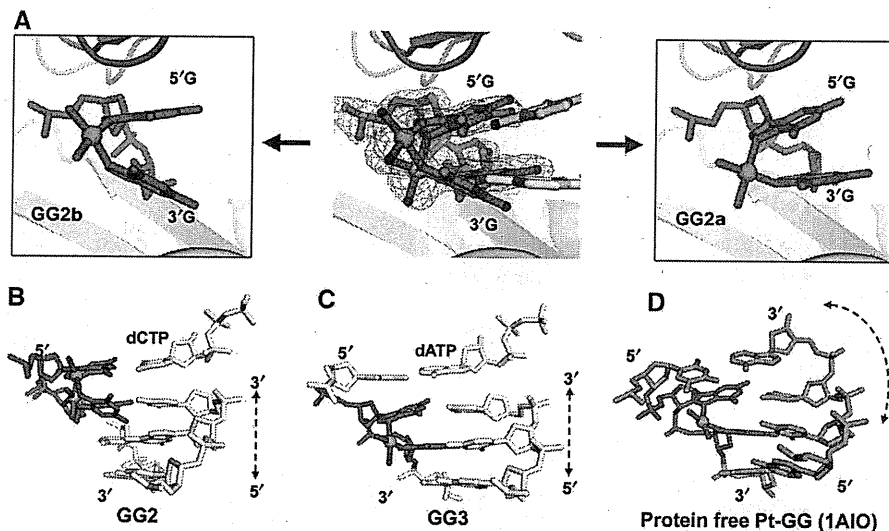 A
5′G
3′G
GG2b
5′G
3′G
5′G
3′G
GG2a
B
dCTP
5′
3′
3′
5′
GG2
C
dATP
5′
3′
3′
5′
GG3
D
3′
5′
3′
5′
Protein free Pt-GG (1AIO)